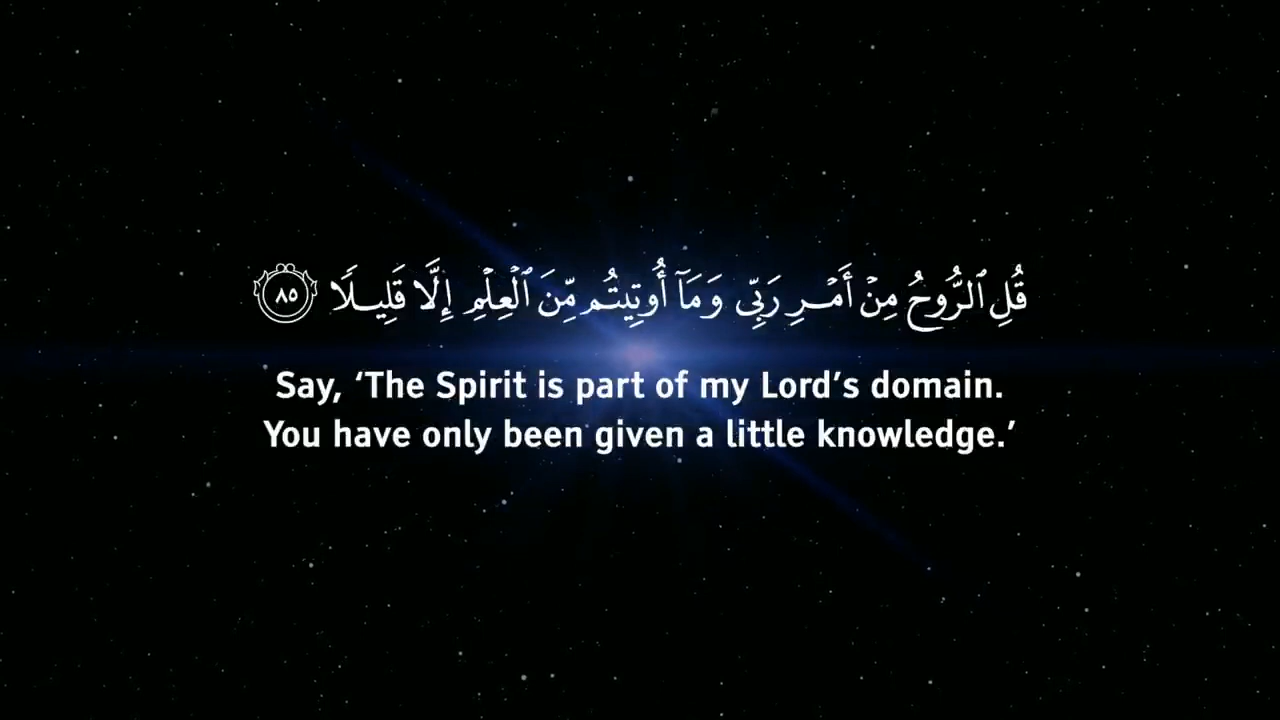 قُلِ ٱلرُّوحُ مِنۡ أَمۡرِ رَبِّي وَمَآ أُوتِيتُم مِّنَ ٱلۡعِلۡمِ إِلَّا قَلِيلًا ٨٥
Say, ‘The Spirit is part of my Lord’s domain.
You have only been given a little knowledge.’